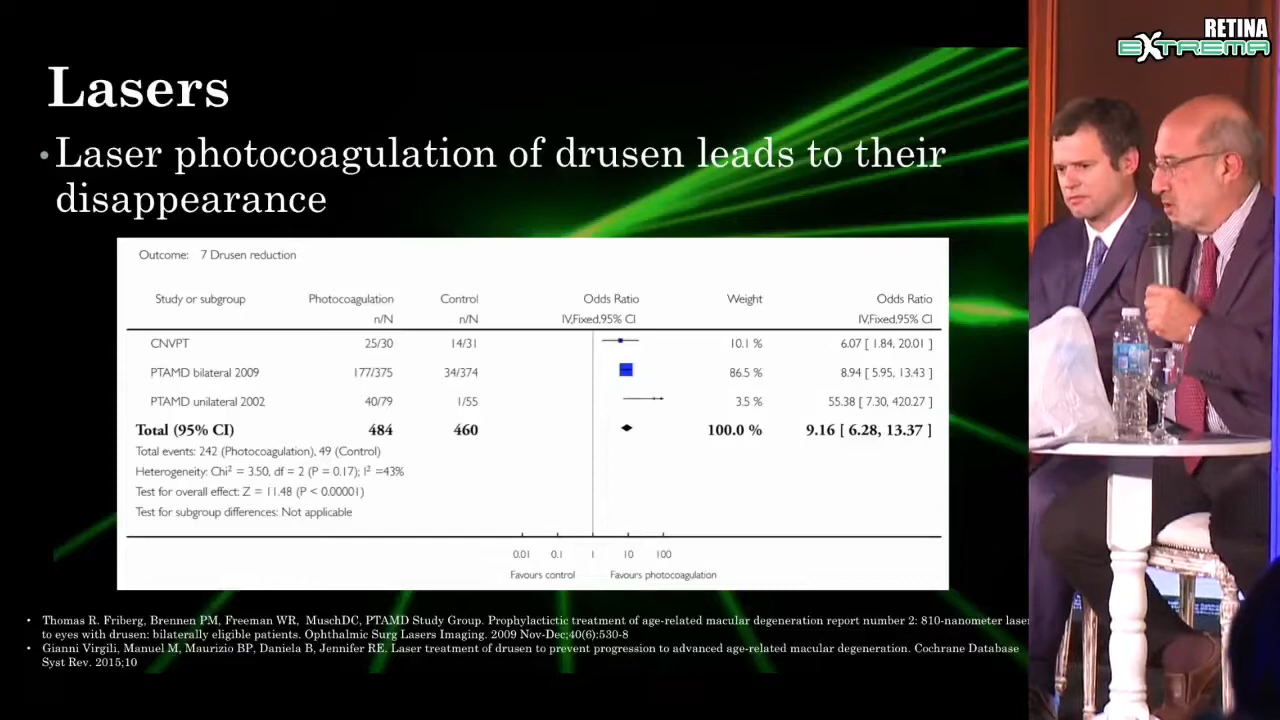 RETINA
EXTREMA
Lasers
• Laser photocoagulation of drusen leads to their
disappearance
Outcome: 7 Drusen reduction
Study or subgroup Photocoagulation Control Odds Ratio Weight Odds Ratio
n/N n/N IV,Fixed,95% CI IV,Fixed,95% CI
CNVPT 25/30 14/31 10.1 % 6.07 [ 1.84, 20.01 ]
PTAMD bilateral 2009 177/375 34/374 86.5 % 8.94 [ 5.95, 13.43 ]
PTAMD unilateral 2002 40/79 1/55 3.5 % 55.38 [ 7.30, 420.27 ]
Total (95% CI) 484 460 100.0 % 9.16 [ 6.28, 13.37 ]
Total events: 242 (Photocoagulation), 49 (Control)
Heterogeneity: Chi² = 3.50, df = 2 (P = 0.17); I² =43%
Test for overall effect: Z = 11.48 (P < 0.00001)
Test for subgroup differences: Not applicable
0.01 0.1 1 10 100
Favours control Favours photocoagulation
• Thomas R. Friberg, Brennen PM, Freeman WR, MuschDC, PTAMD Study Group. Prophylactictic treatment of age-related macular degeneration report number 2: 810-nanometer laser
to eyes with drusen: bilaterally eligible patients. Ophthalmic Surg Lasers Imaging. 2009 Nov-Dec;40(6):530-8
• Gianni Virgili, Manuel M, Maurizio BP, Daniela B, Jennifer RE. Laser treatment of drusen to prevent progression to advanced age-related macular degeneration. Cochrane Database
Syst Rev. 2015;10